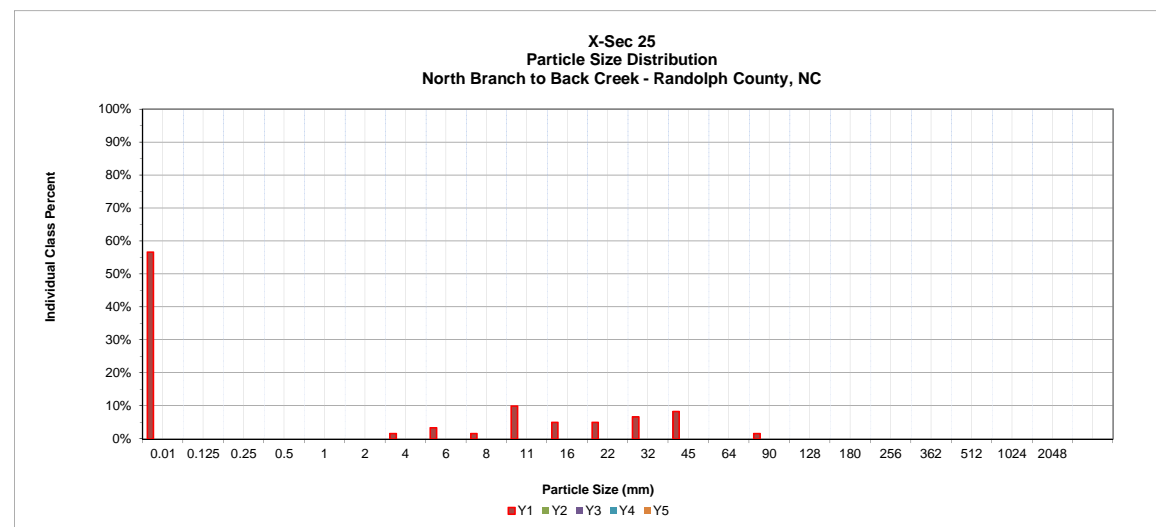 X-Sec 25
Particle Size Distribution
North Branch to Back Creek - Randolph County, NC
100%
90%
80%
70%
60%
50%
40%
30%
20%
10%
0%
Individual Class Percent
0.01 0.125 0.25 0.5 1 2 4 6 8 11 16 22 32 45 64 90 128 180 256 362 512 1024 2048
Particle Size (mm)
Y1 Y2 Y3 Y4 Y5